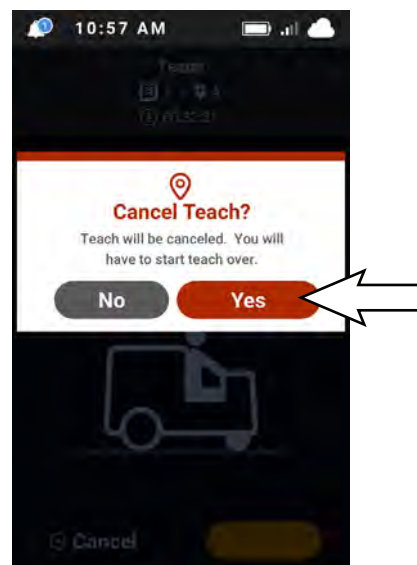 1
10:57 AM
Cancel Teach?
Teach will be canceled. You will
have to start teach over.
No
Yes
Cancel